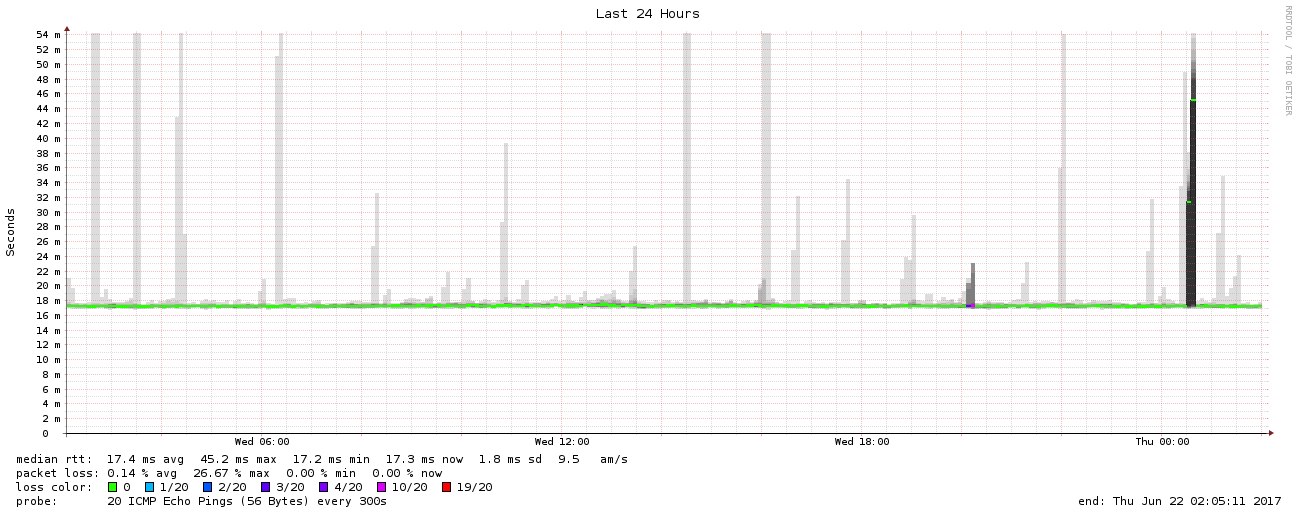 Last 24 Hours
RRDTOOL / TOBI OETIKER
Seconds
54 m
52 m
50 m
48 m
46 m
44 m
42 m
40 m
38 m
36 m
34 m
32 m
30 m
28 m
26 m
24 m
22 m
20 m
18 m
16 m
14 m
12 m
10 m
8 m
6 m
4 m
2 m
0
Wed 06:00 Wed 12:00 Wed 18:00 Thu 00:00
median rtt: 17.4 ms avg 45.2 ms max 17.2 ms min 17.3 ms now 1.8 ms sd 9.5 am/s
packet loss: 0.14 % avg 26.67 % max 0.00 % min 0.00 % now
loss color: 0 1/20 2/20 3/20 4/20 10/20 19/20
probe: 20 ICMP Echo Pings (56 Bytes) every 300s end: Thu Jun 22 02:05:11 2017